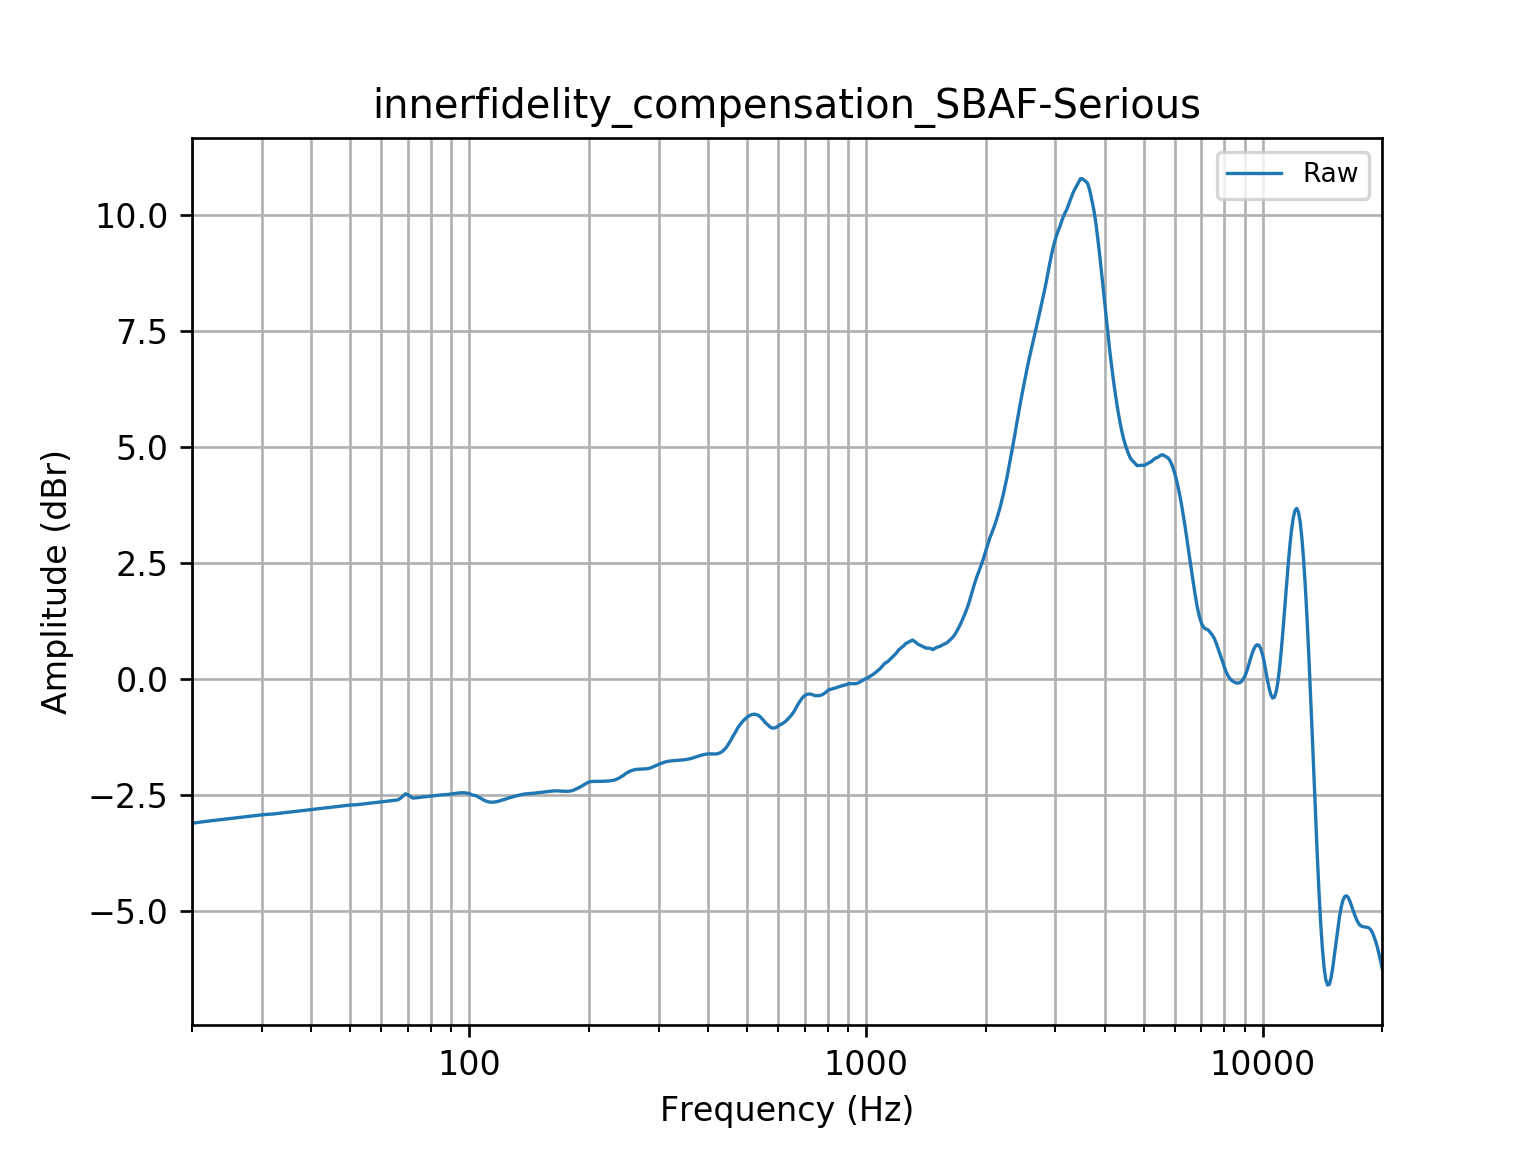 innerfidelity_compensation_SBAF-Serious
Raw
10.0
7.5
5.0
2.5
0.0
−2.5
−5.0
Amplitude (dBr)
100 1000 10000
Frequency (Hz)